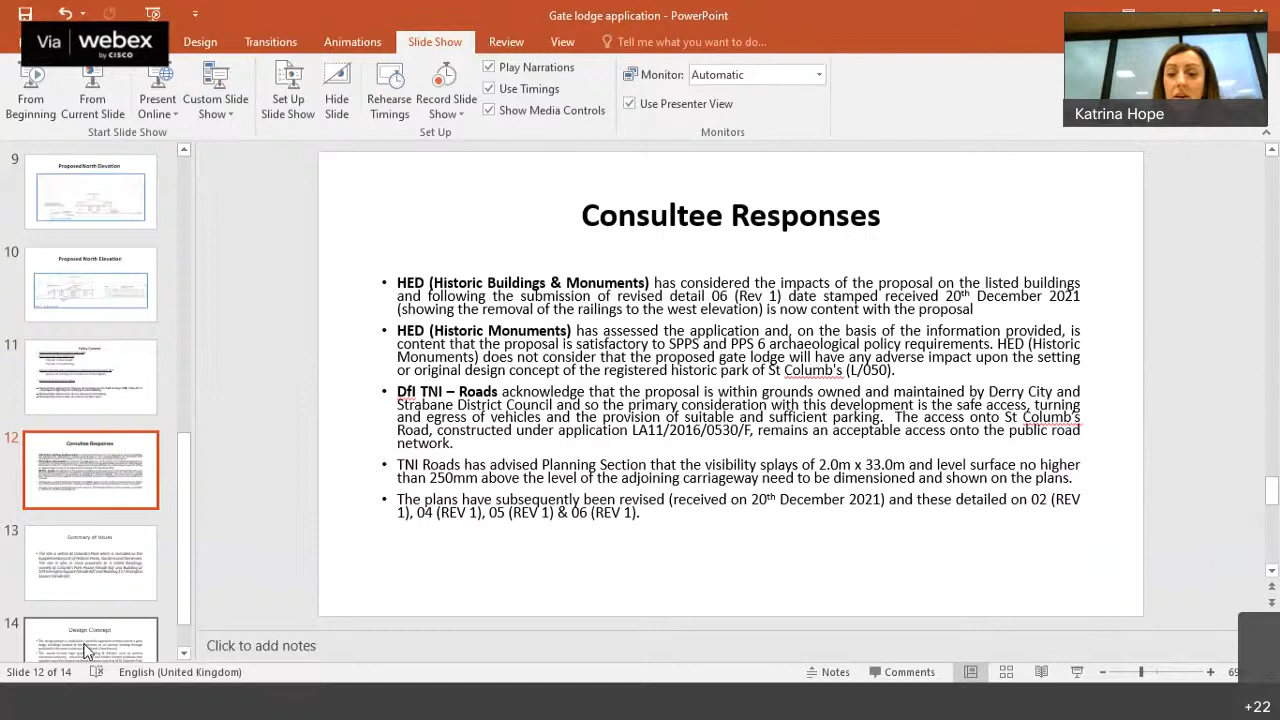 Gate lodge application - PowerPoint
Via webex
by CISCO
Design
Transitions
Animations
Slide Show
Review
View
Tell me what you want to do...
From Beginning
From Current Slide
Present Online
Custom Slide Show
Set Up Slide Show
Hide Slide
Rehearse Timings
Record Slide Show
Play Narrations
Use Timings
Show Media Controls
Monitor: Automatic
Use Presenter View
Start Slide Show
Set Up
Monitors
Katrina Hope
9
Proposed North Elevation
10
Proposed North Elevation
11
12
Consultee Responses
13
Summary of Issues
14
Design Concept
Consultee Responses
• HED (Historic Buildings & Monuments) has considered the impacts of the proposal on the listed buildings
and following the submission of revised detail 06 (Rev 1) date stamped received 20th December 2021
(showing the removal of the railings to the west elevation) is now content with the proposal
• HED (Historic Monuments) has assessed the application and, on the basis of the information provided, is
content that the proposal is satisfactory to SPPS and PPS 6 archaeological policy requirements. HED (Historic
Monuments) does not consider that the proposed gate lodge will have any adverse impact upon the setting
or original design concept of the registered historic park of St Columb's (L/050).
• DfI TNI – Roads acknowledge that the proposal is within grounds owned and maintained by Derry City and
Strabane District Council and so the primary consideration with this development is the safe access, turning
and egress of vehicles and the provision of suitable and sufficient parking. The access onto St Columb's
Road, constructed under application LA11/2016/0530/F, remains an acceptable access onto the public road
network.
• TNI Roads has advised Planning Section that the visibility splays of 2.0m x 33.0m and level surface no higher
than 250mm above the level of the adjoining carriageway need to be dimensioned and shown on the plans.
• The plans have subsequently been revised (received on 20th December 2021) and these detailed on 02 (REV
1), 04 (REV 1), 05 (REV 1) & 06 (REV 1).
Click to add notes
Slide 12 of 14
English (United Kingdom)
Notes
Comments
+22